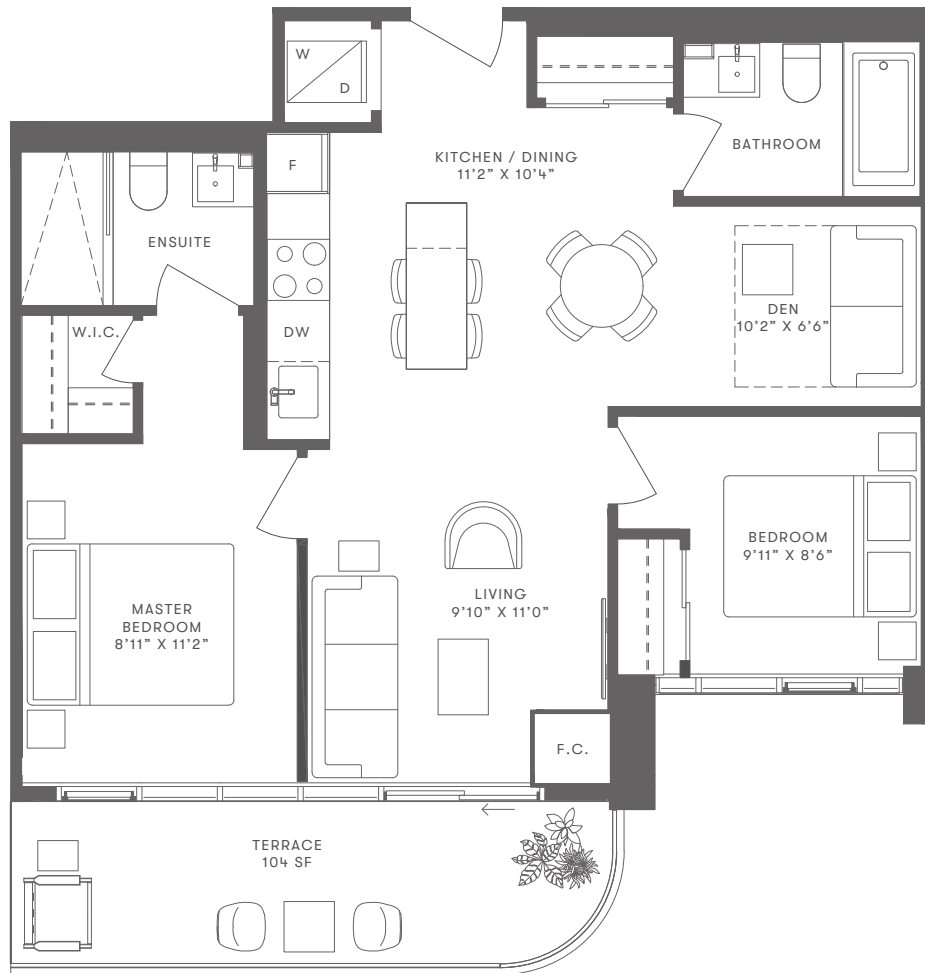 W
D
KITCHEN / DINING
11’2” X 10’4”
BATHROOM
F
ENSUITE
W.I.C.
DW
DEN
10’2” X 6’6”
BEDROOM
9’11” X 8’6”
LIVING
9’10” X 11’0”
MASTER
BEDROOM
8’11” X 11’2”
F.C.
TERRACE
104 SF